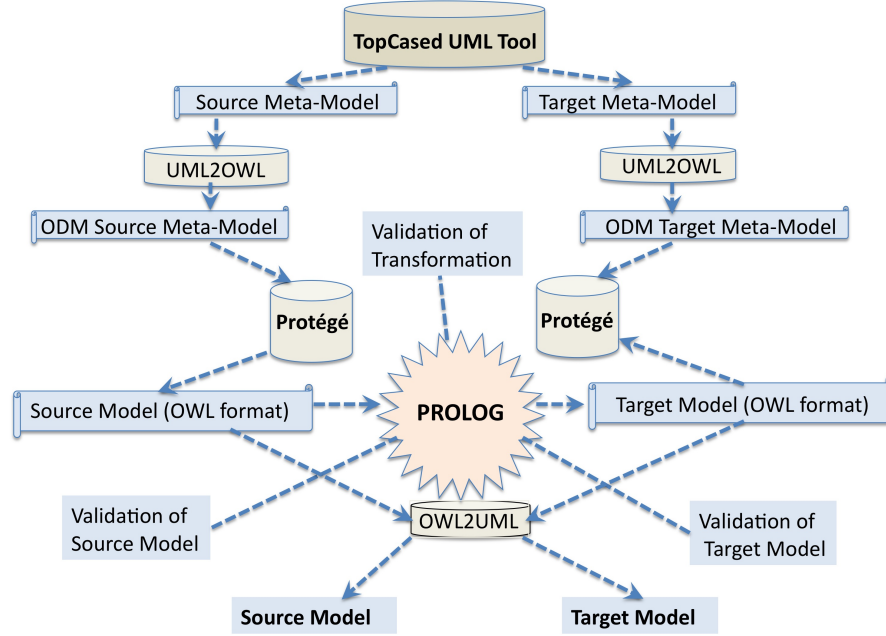 TopCased UML Tool
Source Meta-Model
Target Meta-Model
UML2OWL
UML2OWL
ODM Source Meta-Model
ODM Target Meta-Model
Validation of
Transformation
Protégé
Protégé
Source Model (OWL format)
PROLOG
Target Model (OWL format)
Validation of
Source Model
OWL2UML
Validation of
Target Model
Source Model
Target Model